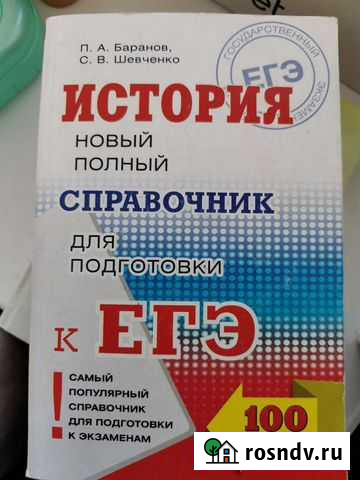 П. А. Баранов,
С. В. Шевченко
ГОСУДАРСТВЕННЫЙ
ЭКЗАМЕН
ЕГЭ
ИСТОРИЯ
НОВЫЙ
ПОЛНЫЙ
СПРАВОЧНИК
ДЛЯ
ПОДГОТОВКИ
К ЕГЭ
!
САМЫЙ
ПОПУЛЯРНЫЙ
СПРАВОЧНИК
ДЛЯ ПОДГОТОВКИ
К ЭКЗАМЕНАМ
100
rosndv.ru